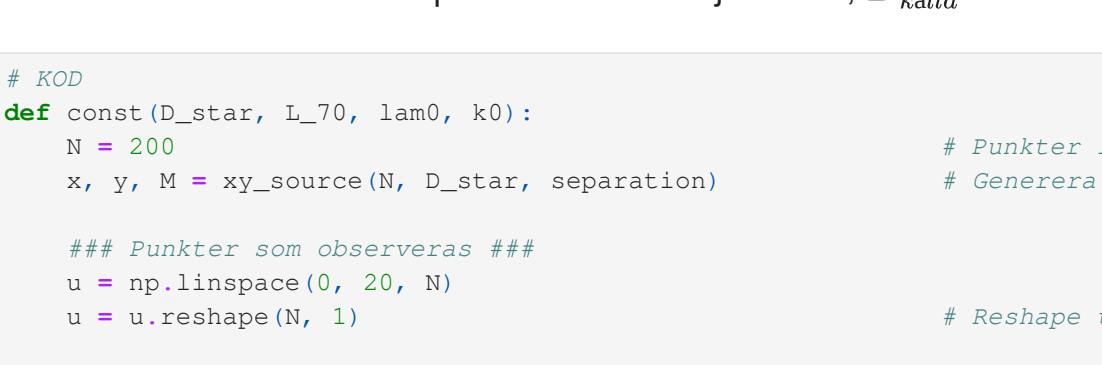 # KOD
def const(D_star, L_70, lam0, k0):
    N = 200 # Punkter
    x, y, M = xy_source(N, D_star, separation) # Generera
    ### Punkter som observeras ###
    u = np.linspace(0, 20, N)
    u = u.reshape(N, 1) # Reshape